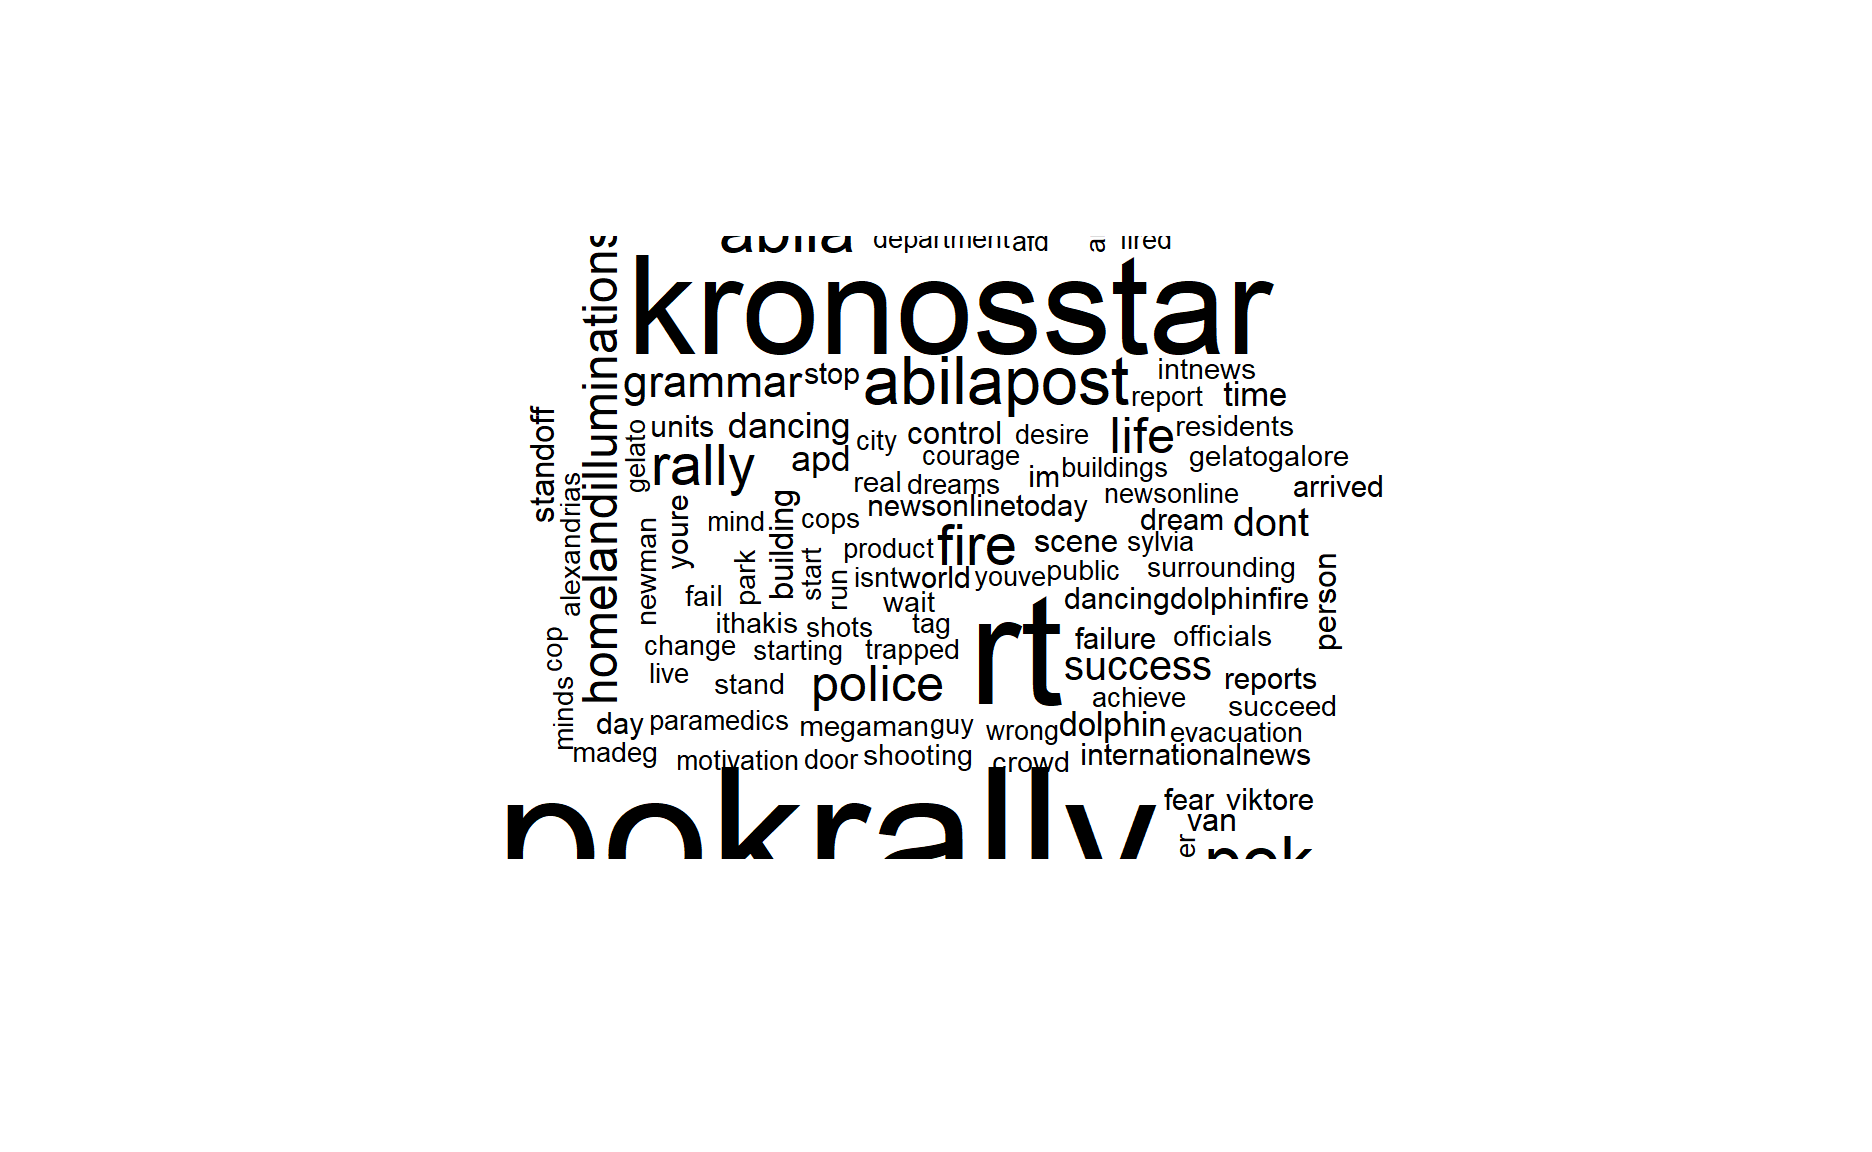 abila department afd fired
kronosstar
homelandilluminations
grammar stop abilapost intnews
report time
units dancing city control desire life residents
standoff gelato rally apd courage im buildings gelatogalore
alexandrias real dreams newsonline arrived
youre mind building cops newsonlinetoday dream dont
newman park start product fire scene sylvia
run isnt world youve public surrounding person
fail wait dancingdolphinfire
ithakis shots tag rt
cop change starting trapped failure officials
live stand police success reports
minds achieve succeed
day paramedics megaman guy wrong dolphin evacuation
madeg motivation door shooting crowd internationalnews
pokrally fear viktore
van
er pok